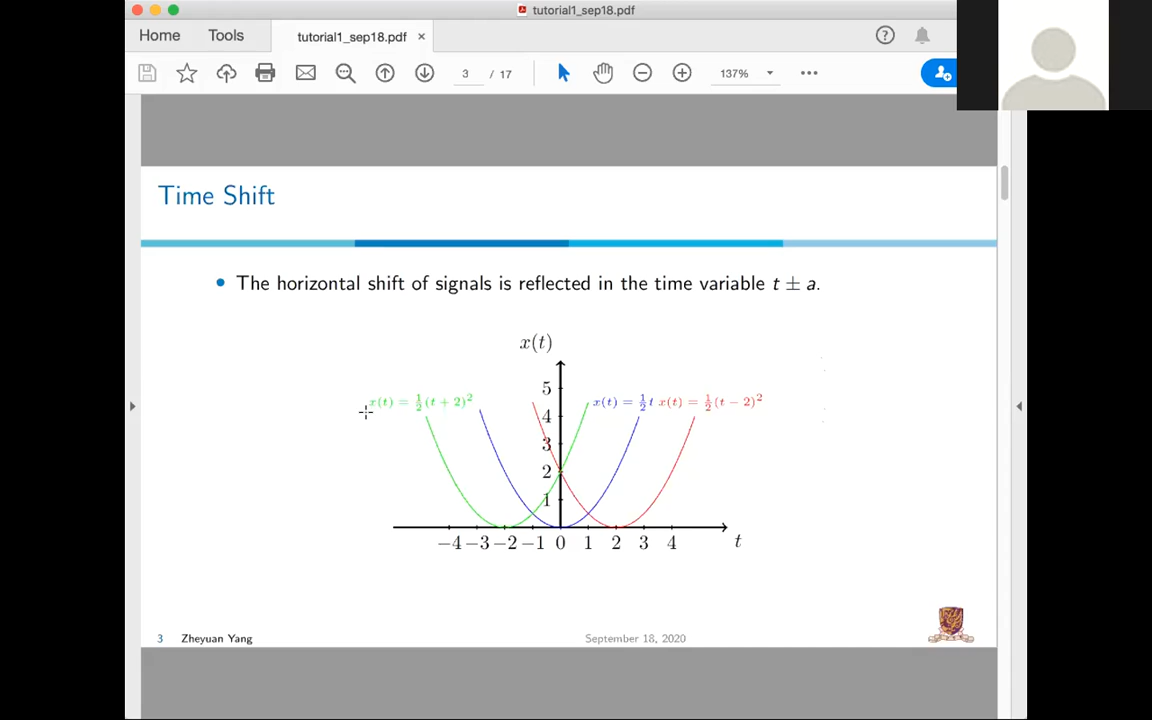 tutorial1_sep18.pdf
Home Tools tutorial1_sep18.pdf ×
3 / 17 137%
Time Shift
• The horizontal shift of signals is reflected in the time variable t ± a.
x(t)
x(t) = ½(t + 2)² x(t) = ½t x(t) = ½(t − 2)²
5
4
3
2
1
−4 −3 −2 −1 0 1 2 3 4 t
3 Zheyuan Yang September 18, 2020